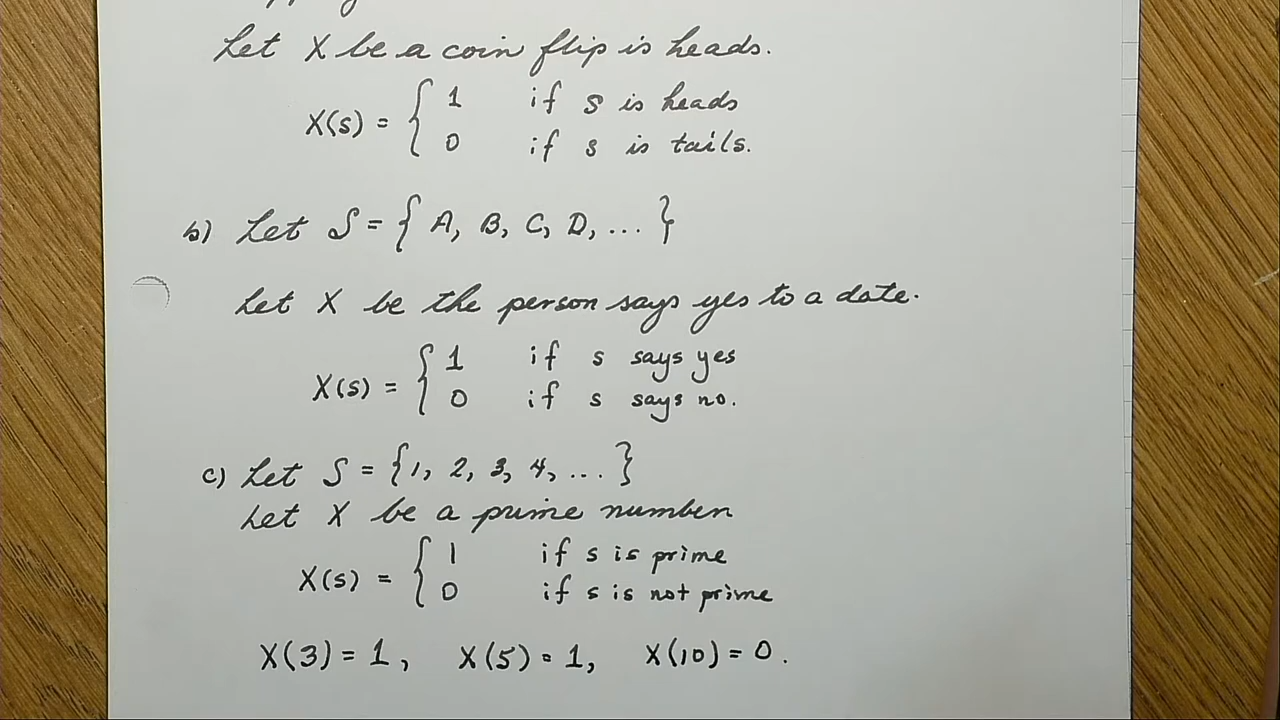 Let X be a coin flip is heads.
X(s) = { 1 if s is heads
0 if s is tails.
b) Let S = { A, B, C, D, ... }
Let X be the person says yes to a date.
X(s) = { 1 if s says yes
0 if s says no.
c) Let S = {1, 2, 3, 4, ... }
Let X be a prime number
X(s) = { 1 if s is prime
0 if s is not prime
X(3) = 1, X(5) = 1, X(10) = 0.